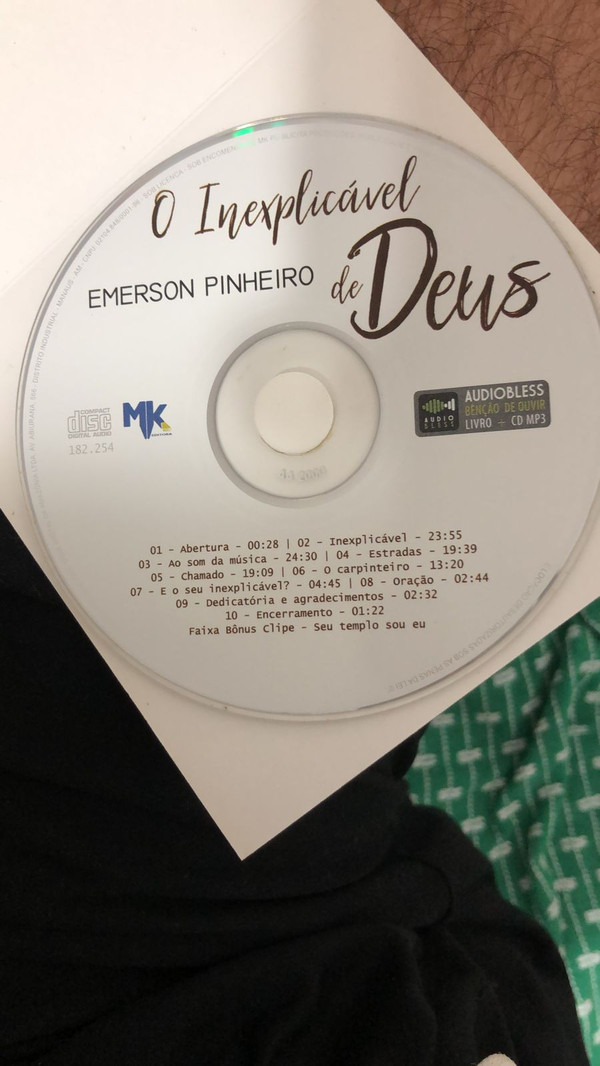 O Inexplicável
de Deus
EMERSON PINHEIRO
COMPACT
disc
DIGITAL AUDIO
182.254
MK
EDITORA
AUDIO
BLESS
AUDIOBLESS
BENÇÃO DE OUVIR
LIVRO + CD MP3
01 - Abertura - 00:28 | 02 - Inexplicável - 23:55
03 - Ao som da música - 24:30 | 04 - Estradas - 19:39
05 - Chamado - 19:09 | 06 - O carpinteiro - 13:20
07 - E o seu inexplicável? - 04:45 | 08 - Oração - 02:44
09 - Dedicatória e agradecimentos - 02:32
10 - Encerramento - 01:22
Faixa Bônus Clipe - Seu templo sou eu